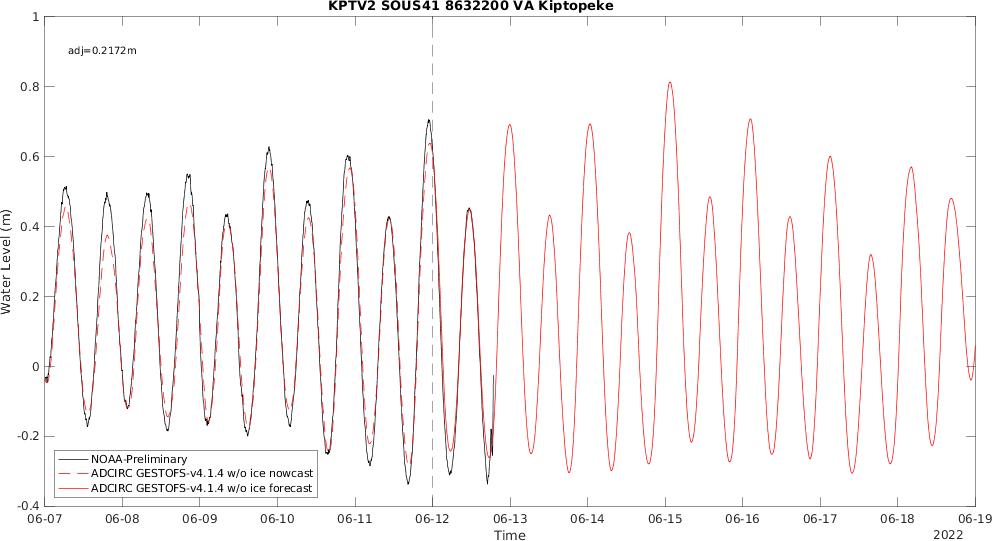 KPTV2 SOUS41 8632200 VA Kiptopeke
adj=0.2172m
1
0.8
0.6
0.4
0.2
0
-0.2
-0.4
Water Level (m)
NOAA-Preliminary
ADCIRC GESTOFS-v4.1.4 w/o ice nowcast
ADCIRC GESTOFS-v4.1.4 w/o ice forecast
06-07 06-08 06-09 06-10 06-11 06-12 06-13 06-14 06-15 06-16 06-17 06-18 06-19
Time
2022